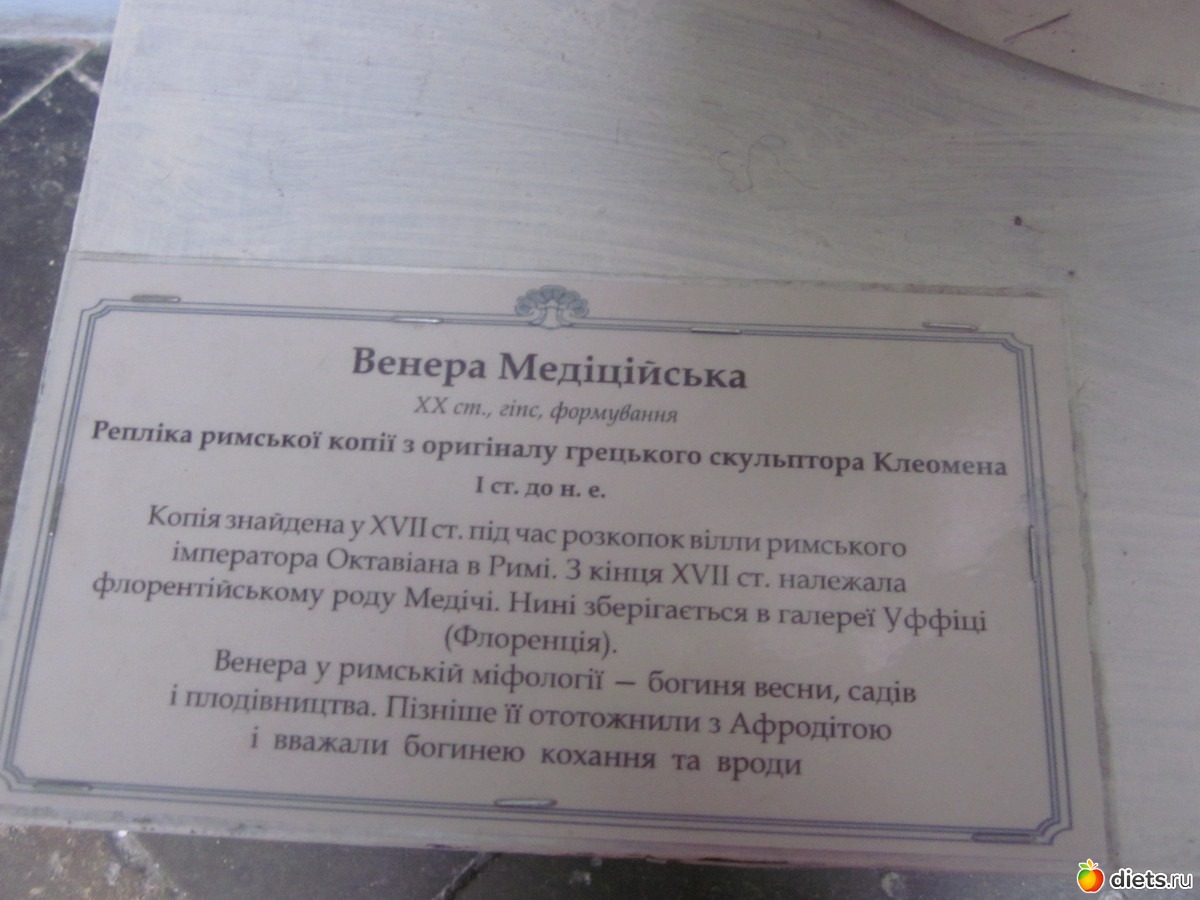 Венера Медіційська
ХХ ст., гіпс, формування
Репліка римської копії з оригіналу грецького скульптора Клеомена
І ст. до н. е.
Копія знайдена у XVII ст. під час розкопок вілли римського
імператора Октавіана в Римі. З кінця XVII ст. належала
флорентійському роду Медічі. Нині зберігається в галереї Уффіці
(Флоренція).
Венера у римській міфології — богиня весни, садів
і плодівництва. Пізніше її ототожнили з Афродітою
і вважали богинею кохання та вроди
diets.ru